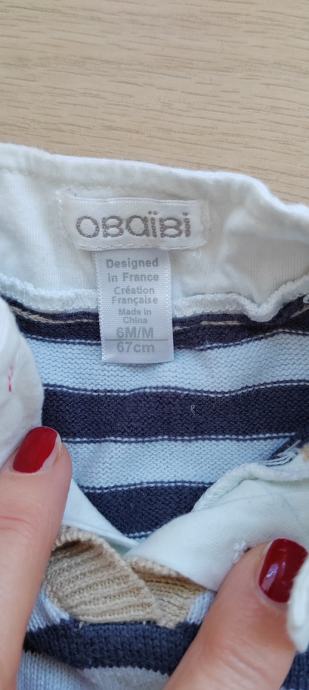 OBAÏBI
Designed
in France
Création
Française
Made in
China
6M/M
67cm